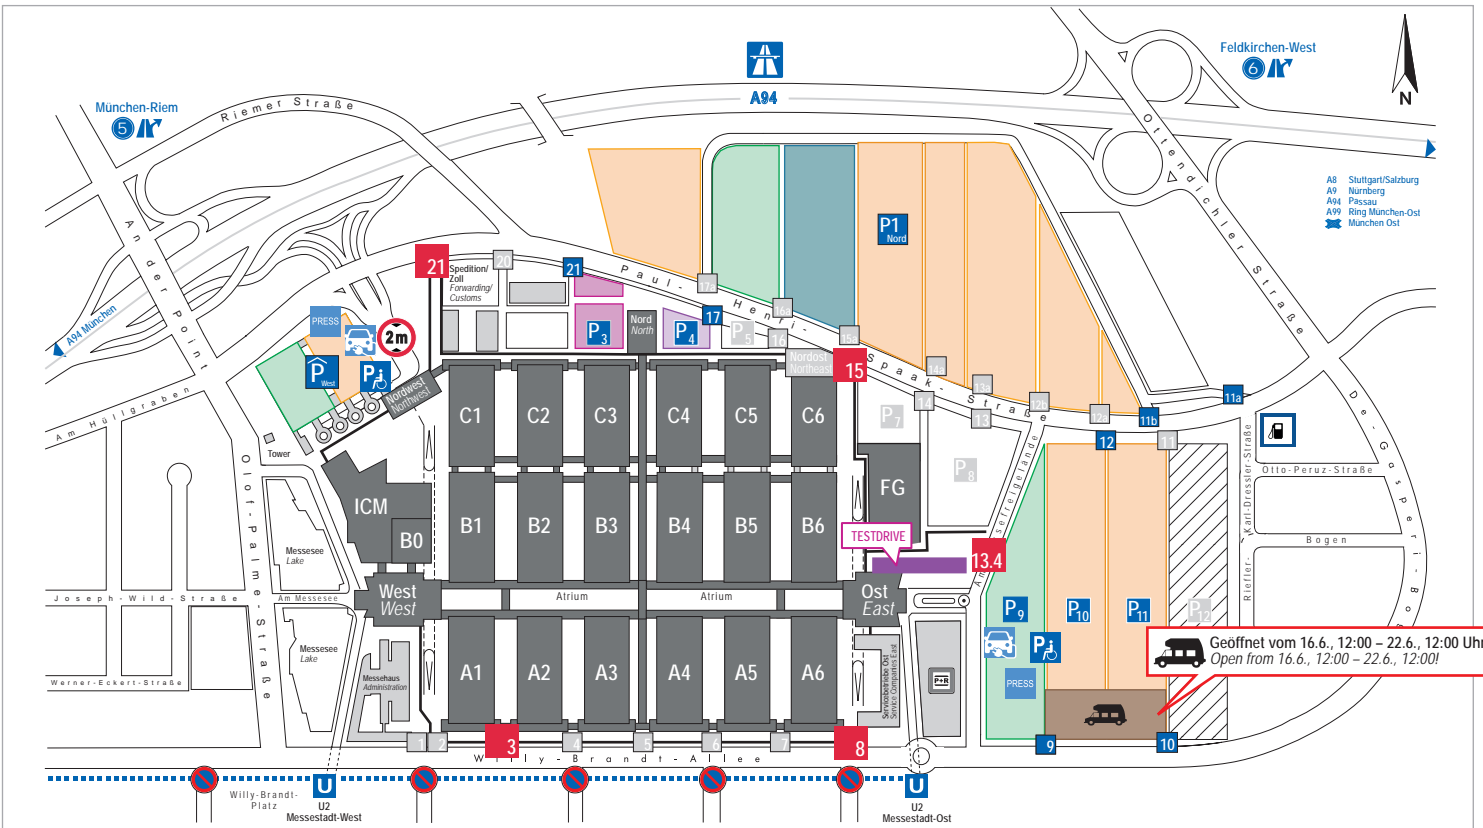 Feldkirchen-West
6
A94
N
München-Riem
5
Riemer Straße
Ottendichler Straße
A8 Stuttgart/Salzburg
A9 Nürnberg
A94 Passau
A99 Ring München-Ost
München Ost
An der Point
P1
Nord
21
20
Spedition/
Zoll
Forwarding/
Customs
21
Paul-Henri-Spaak-Straße
17a
16a
15a
14a
13a
12b
12a
11b
11a
A94 München
PRESS
2m
P
West
P
P3
Nord
North
P4
17
P5
16
Nordost
Northeast
15
Nordwest
Northwest
Am Hüllgraben
Tower
C1
C2
C3
C4
C5
C6
P7
14
13
12
11
P8
De-Gasperi-Bogen
Otto-Peruz-Straße
Karl-Dressler-Straße
Bogen
Riefler-
Olof-Palme-Straße
ICM
B0
B1
B2
B3
B4
B5
B6
FG
TESTDRIVE
13.4
Messesee
Lake
Joseph-Wild-Straße
Am Messesee
West
West
Atrium
Atrium
Ost
East
P9
P10
P11
P12
P
PRESS
Geöffnet vom 16.6., 12:00 – 22.6., 12:00 Uhr
Open from 16.6., 12:00 – 22.6., 12:00!
Messesee
Lake
Werner-Eckert-Straße
Messehaus
Administration
A1
A2
A3
A4
A5
A6
Servicebetriebe Ost
Service Companies East
P+R
1
2
3
4
5
6
7
8
9
10
Willy-Brandt-Allee
Willy-Brandt-
Platz
U
U2
Messestadt-West
U
U2
Messestadt-Ost